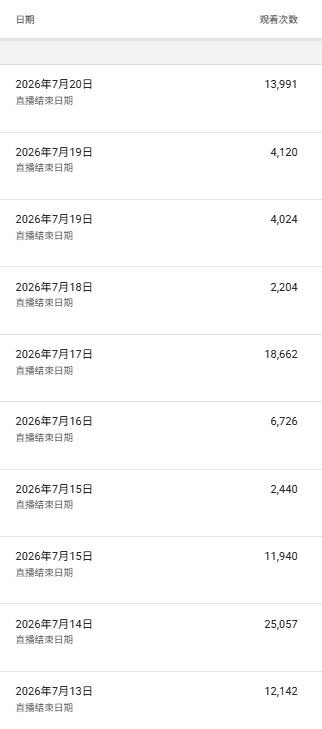 日期 观看次数
2026年7月20日 13,991
直播结束日期
2026年7月19日 4,120
直播结束日期
2026年7月19日 4,024
直播结束日期
2026年7月18日 2,204
直播结束日期
2026年7月17日 18,662
直播结束日期
2026年7月16日 6,726
直播结束日期
2026年7月15日 2,440
直播结束日期
2026年7月15日 11,940
直播结束日期
2026年7月14日 25,057
直播结束日期
2026年7月13日 12,142
直播结束日期